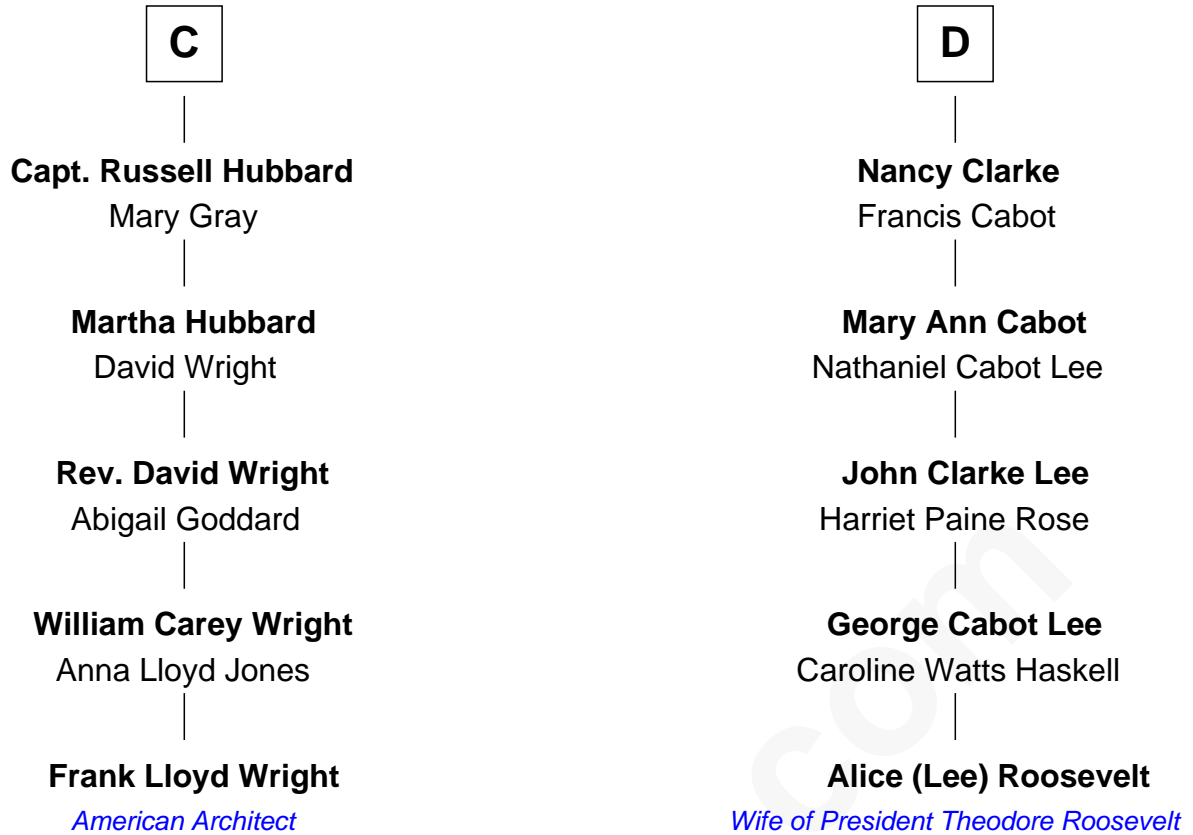 C
Capt. Russell Hubbard
Mary Gray
Martha Hubbard
David Wright
Rev. David Wright
Abigail Goddard
William Carey Wright
Anna Lloyd Jones
Frank Lloyd Wright
American Architect
D
Nancy Clarke
Francis Cabot
Mary Ann Cabot
Nathaniel Cabot Lee
John Clarke Lee
Harriet Paine Rose
George Cabot Lee
Caroline Watts Haskell
Alice (Lee) Roosevelt
Wife of President Theodore Roosevelt
com